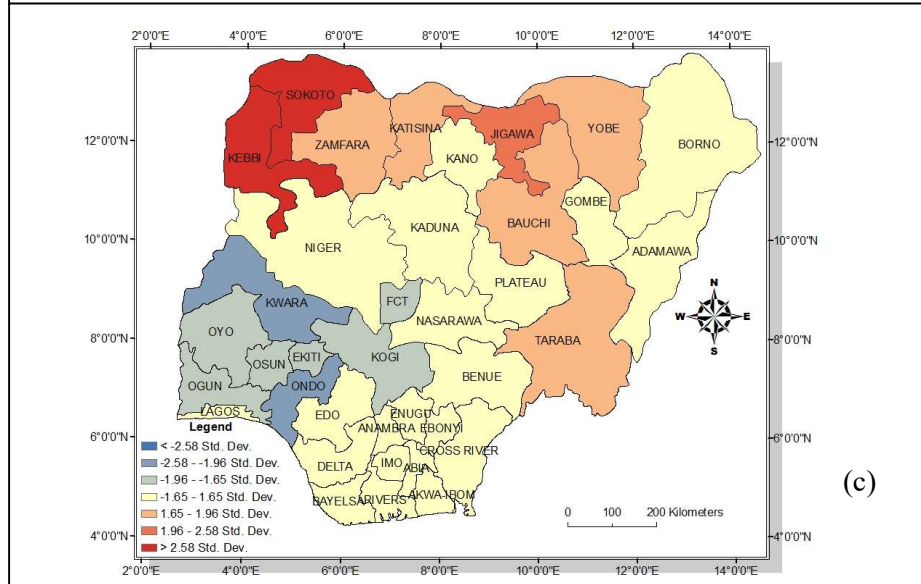 2°0'0"E 4°0'0"E 6°0'0"E 8°0'0"E 10°0'0"E 12°0'0"E 14°0'0"E
SOKOTO
12°0'0"N KEBBI ZAMFARA KATISINA KANO JIGAWA YOBE BORNO 12°0'0"N
GOMBE
BAUCHI
10°0'0"N NIGER KADUNA ADAMAWA 10°0'0"N
PLATEAU
KWARA FCT N
NASARAWA W E
8°0'0"N OYO TARABA S 8°0'0"N
OSUN EKITI KOGI
OGUN ONDO BENUE
LAGOS EDO ENUGU
Legend ANAMBRA EBONYI
6°0'0"N 6°0'0"N
< -2.58 Std. Dev.
-2.58 - -1.96 Std. Dev. CROSS RIVER
-1.96 - -1.65 Std. Dev. DELTA IMO ABIA
-1.65 - 1.65 Std. Dev. BAYELSA RIVERS AKWA-IBOM (c)
1.65 - 1.96 Std. Dev.
1.96 - 2.58 Std. Dev. 0 100 200 Kilometers
4°0'0"N > 2.58 Std. Dev. 4°0'0"N
2°0'0"E 4°0'0"E 6°0'0"E 8°0'0"E 10°0'0"E 12°0'0"E 14°0'0"E